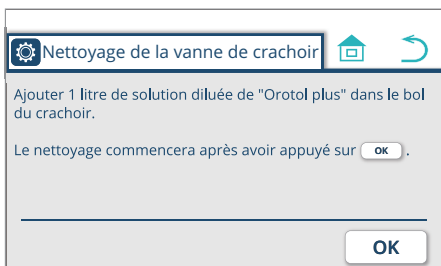 Nettoyage de la vanne de crachoir
Ajouter 1 litre de solution diluée de "Orotol plus" dans le bol
du crachoir.
Le nettoyage commencera après avoir appuyé sur OK .
OK